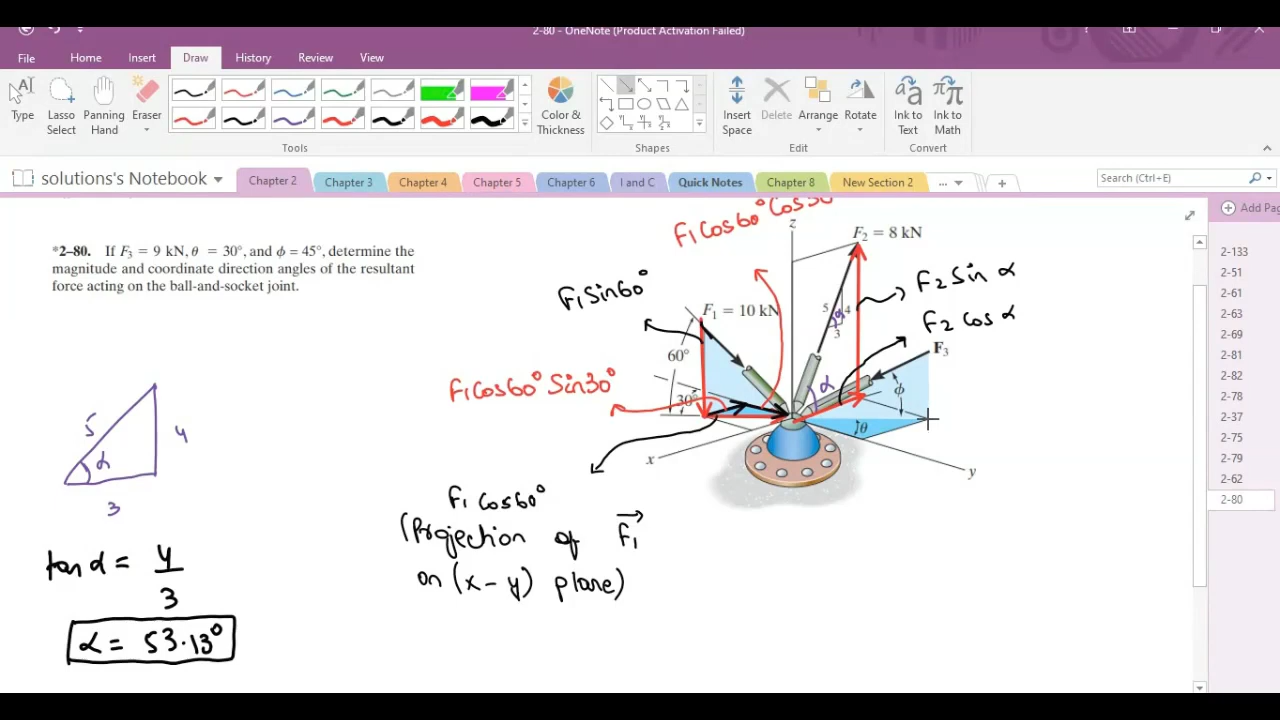 2-80 - OneNote (Product Activation Failed)
File Home Insert Draw History Review View
Type
Lasso Select
Panning Hand
Eraser
Color & Thickness
Insert Space
Delete
Arrange
Rotate
Ink to Text
Ink to Math
Tools
Shapes
Edit
Convert
solutions's Notebook
Chapter 2 Chapter 3 Chapter 4 Chapter 5 Chapter 6 I and C Quick Notes Chapter 8 New Section 2 ...
Search (Ctrl+E)
Add Pag
2-133
2-51
2-61
2-63
2-69
2-81
2-82
2-78
2-37
2-75
2-79
2-62
2-80
*2–80. If F3 = 9 kN, θ = 30°, and ϕ = 45°, determine the
magnitude and coordinate direction angles of the resultant
force acting on the ball-and-socket joint.
F1 Cos60° Cos30°
z
F2 = 8 kN
F1 Sin60°
F2 Sin α
F1 = 10 kN
5
4
3
α
F2 Cos α
F3
60°
F1 Cos60° Sin30°
30°
α
ϕ
θ
x
y
5
4
α
3
F1 Cos60°
(Projection of F1
on (x-y) plane)
tan α = 4
3
α = 53.13°